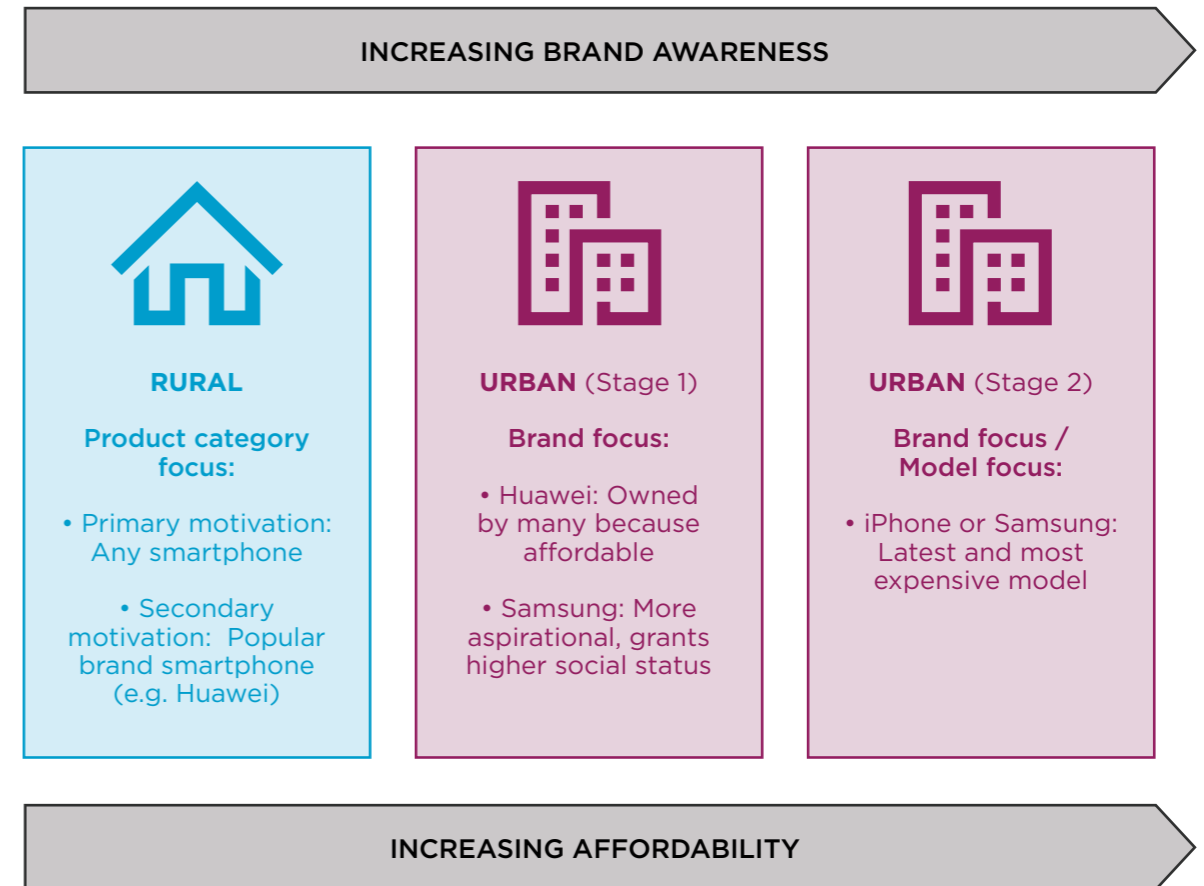 INCREASING BRAND AWARENESS
RURAL
Product category
focus:
• Primary motivation:
Any smartphone
• Secondary
motivation:  Popular
brand smartphone
(e.g. Huawei)
URBAN (Stage 1)
Brand focus:
• Huawei: Owned
by many because
affordable
• Samsung: More
aspirational, grants
higher social status
URBAN (Stage 2)
Brand focus /
Model focus:
• iPhone or Samsung:
Latest and most
expensive model
INCREASING AFFORDABILITY